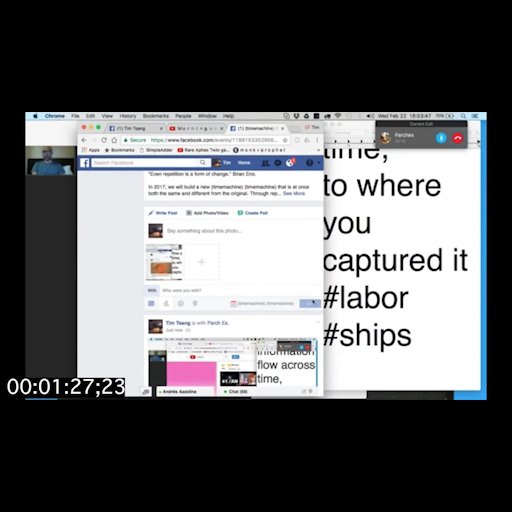 Chrome File Edit View History Bookmarks People Window Help
Wed Feb 22 16:53:47
Current Call
Parches
(1) Tim Tsang
(1) {timemachine}
Tim
Secure https://www.facebook.com/events/
Apps Bookmarks SimpleAdder Rare Aphex Twin monk=prophet
Search Facebook
Tim Home
"Even repetition is a form of change." Brian Eno.
In 2017, we will build a new {timemachine} {timemachine} that is at once
both the same and different from the original. Through rep... See More
Write Post Add Photo/Video Create Poll
Say something about this photo...
With Who were you with?
{timemachine} {timemachine}
Tim Tsang is with Parch Es.
Just now
information
flow across
time,
Andrés Azzolina
Chat (68)
time,
to where
you
captured it
#labor
#ships
00:01:27;23